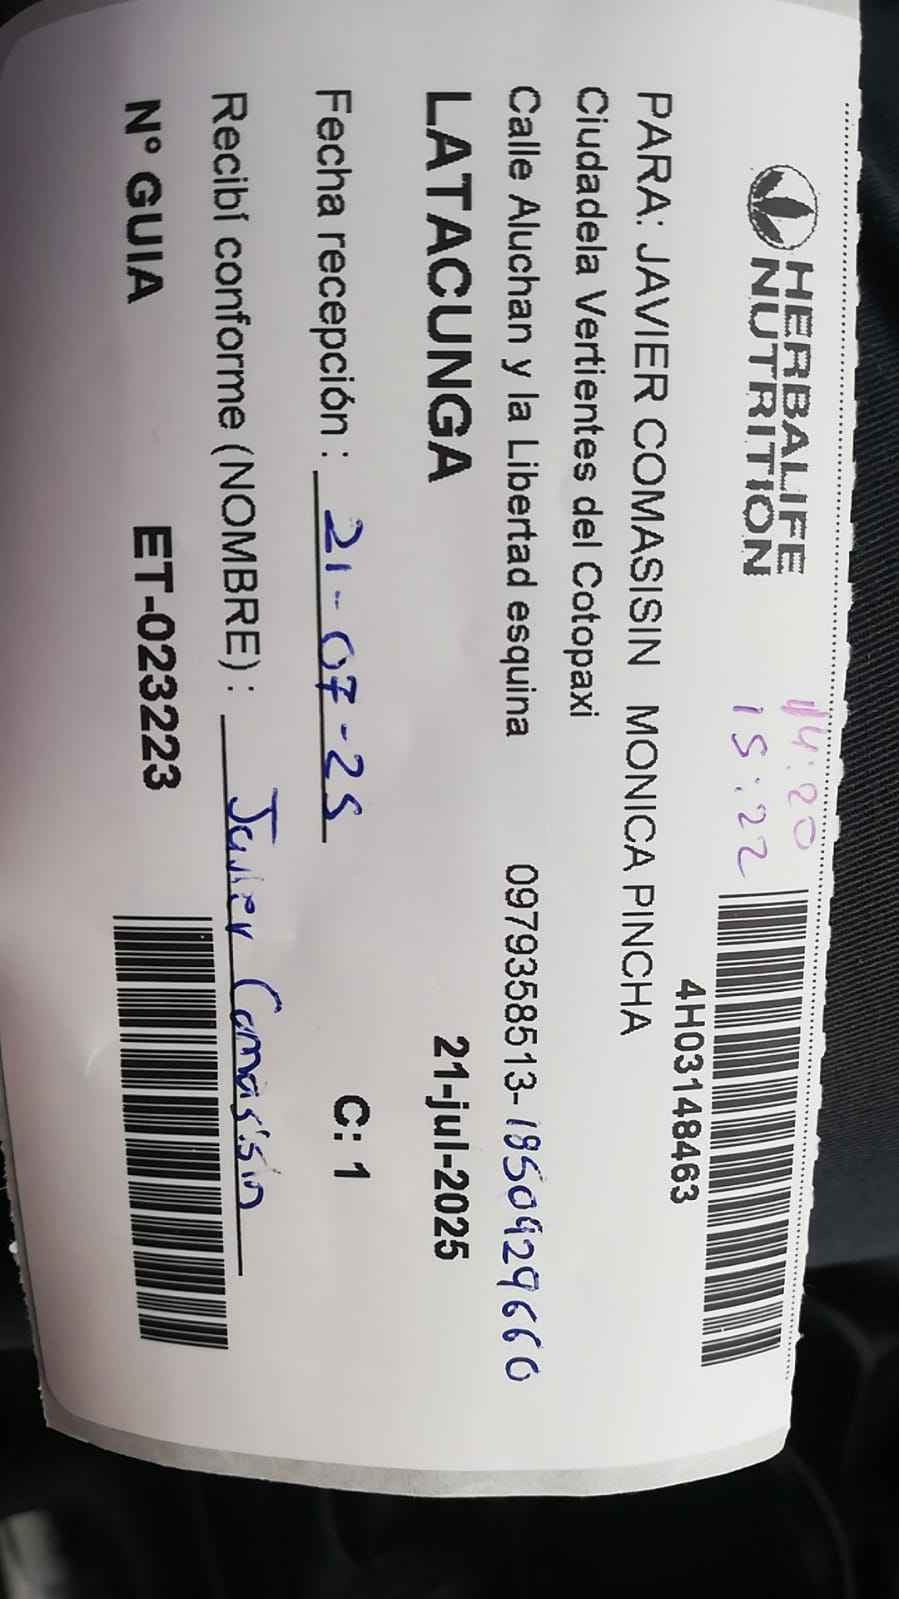 HERBALIFE
NUTRITION
14:20
15:22
4H03148463
PARA: JAVIER COMASISIN MONICA PINCHA
Ciudadela Vertientes del Cotopaxi
Calle Aluchan y la Libertad esquina 0979358513-1850929660
LATACUNGA 21-jul-2025
Fecha recepción : 21-07-25 C: 1
Recibí conforme (NOMBRE) : Javier Comasisin
Nº GUIA ET-023223